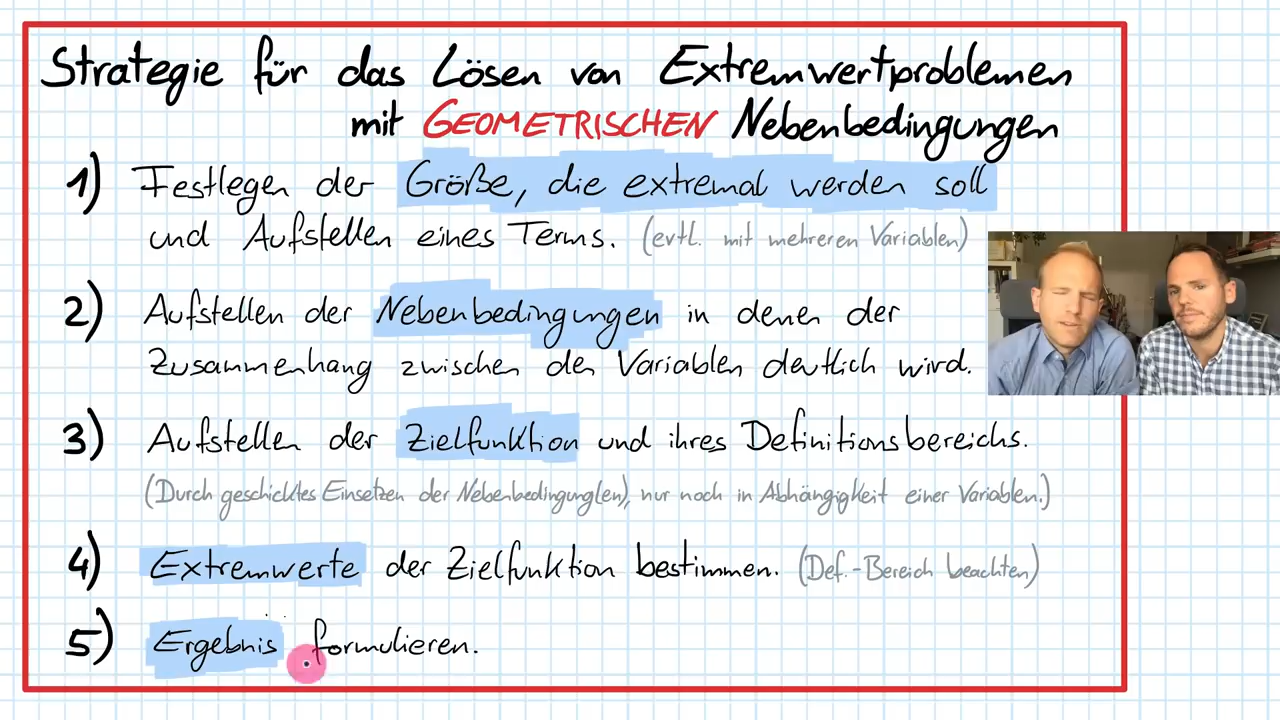 Strategie für das Lösen von Extremwertproblemen
mit GEOMETRISCHEN Nebenbedingungen
1) Festlegen der Größe, die extremal werden soll
und Aufstellen eines Terms. (evtl. mit mehreren Variablen)
2) Aufstellen der Nebenbedingungen in denen der
Zusammenhang zwischen den Variablen deutlich wird.
3) Aufstellen der Zielfunktion und ihres Definitionsbereichs.
(Durch geschicktes Einsetzen der Nebenbedingung(en), nur noch in Abhängigkeit einer Variablen.)
4) Extremwerte der Zielfunktion bestimmen. (Def.-Bereich beachten)
5) Ergebnis formulieren.